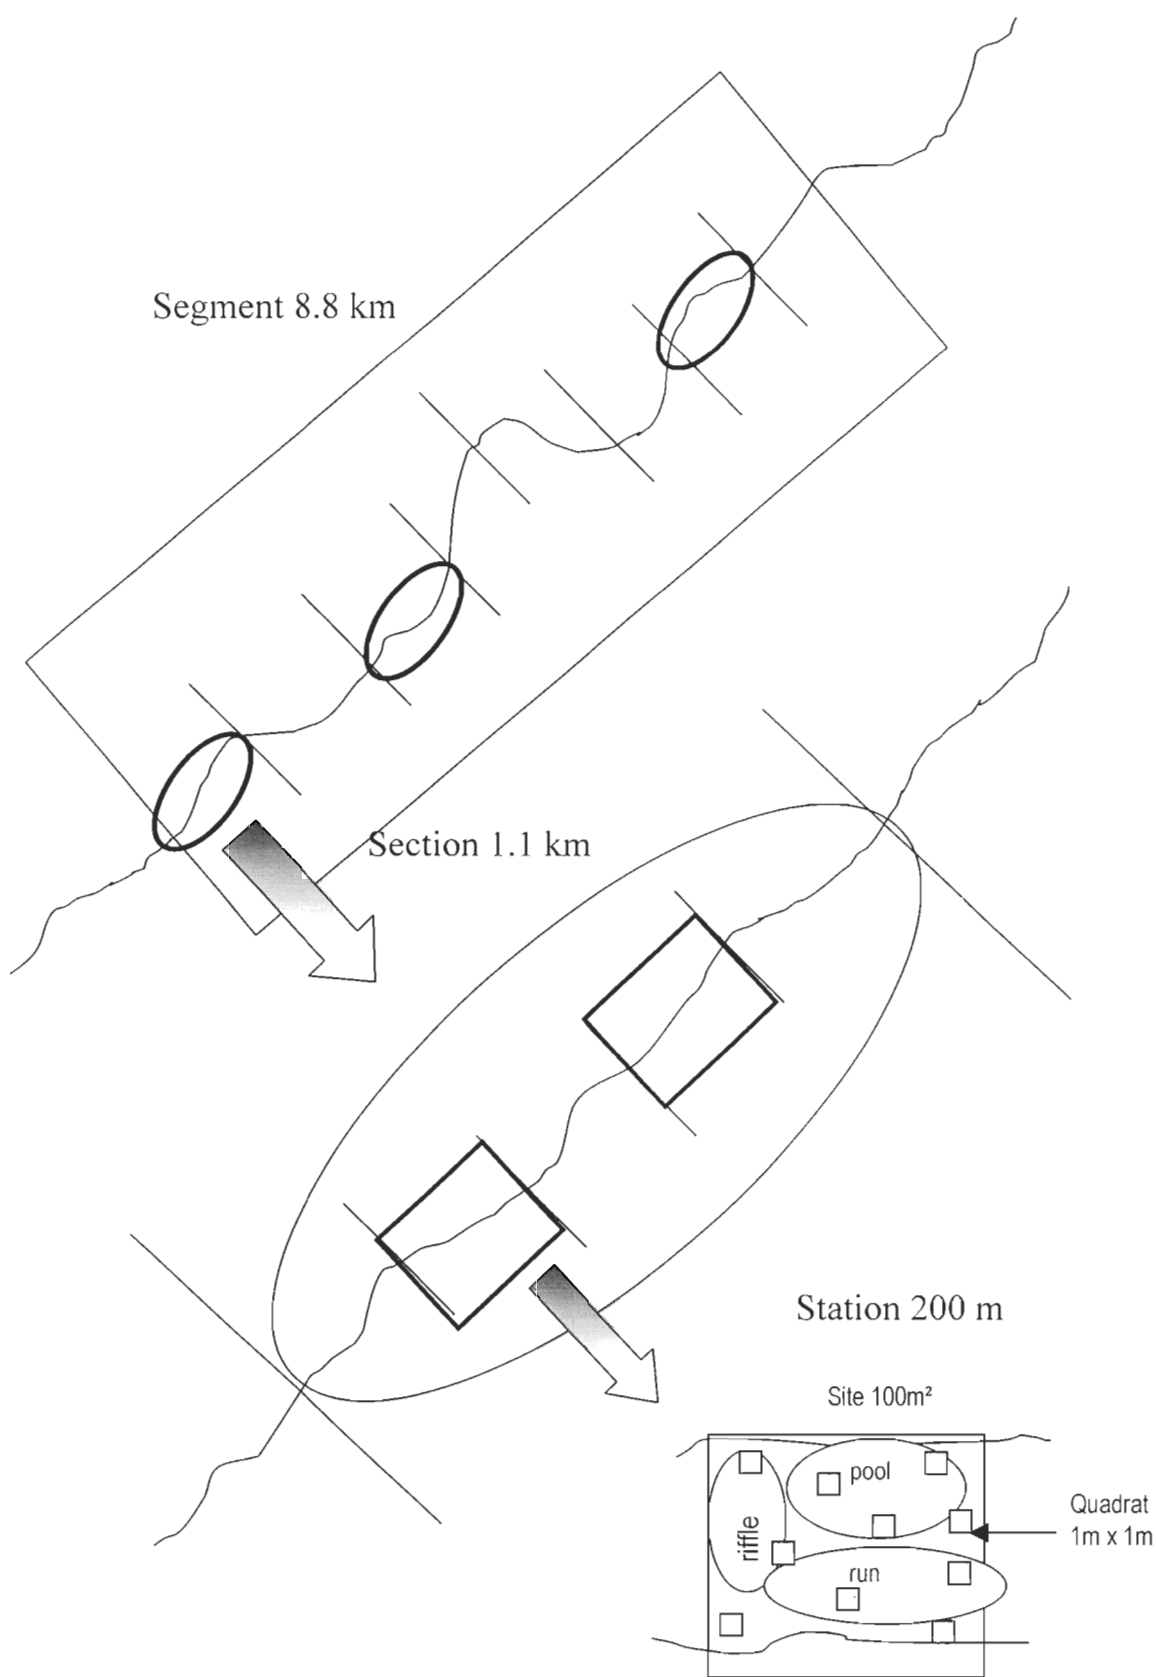 Segment 8.8 km
Section 1.1 km
Station 200 m
Site 100m²
pool
riffle
run
Quadrat
1m x 1m